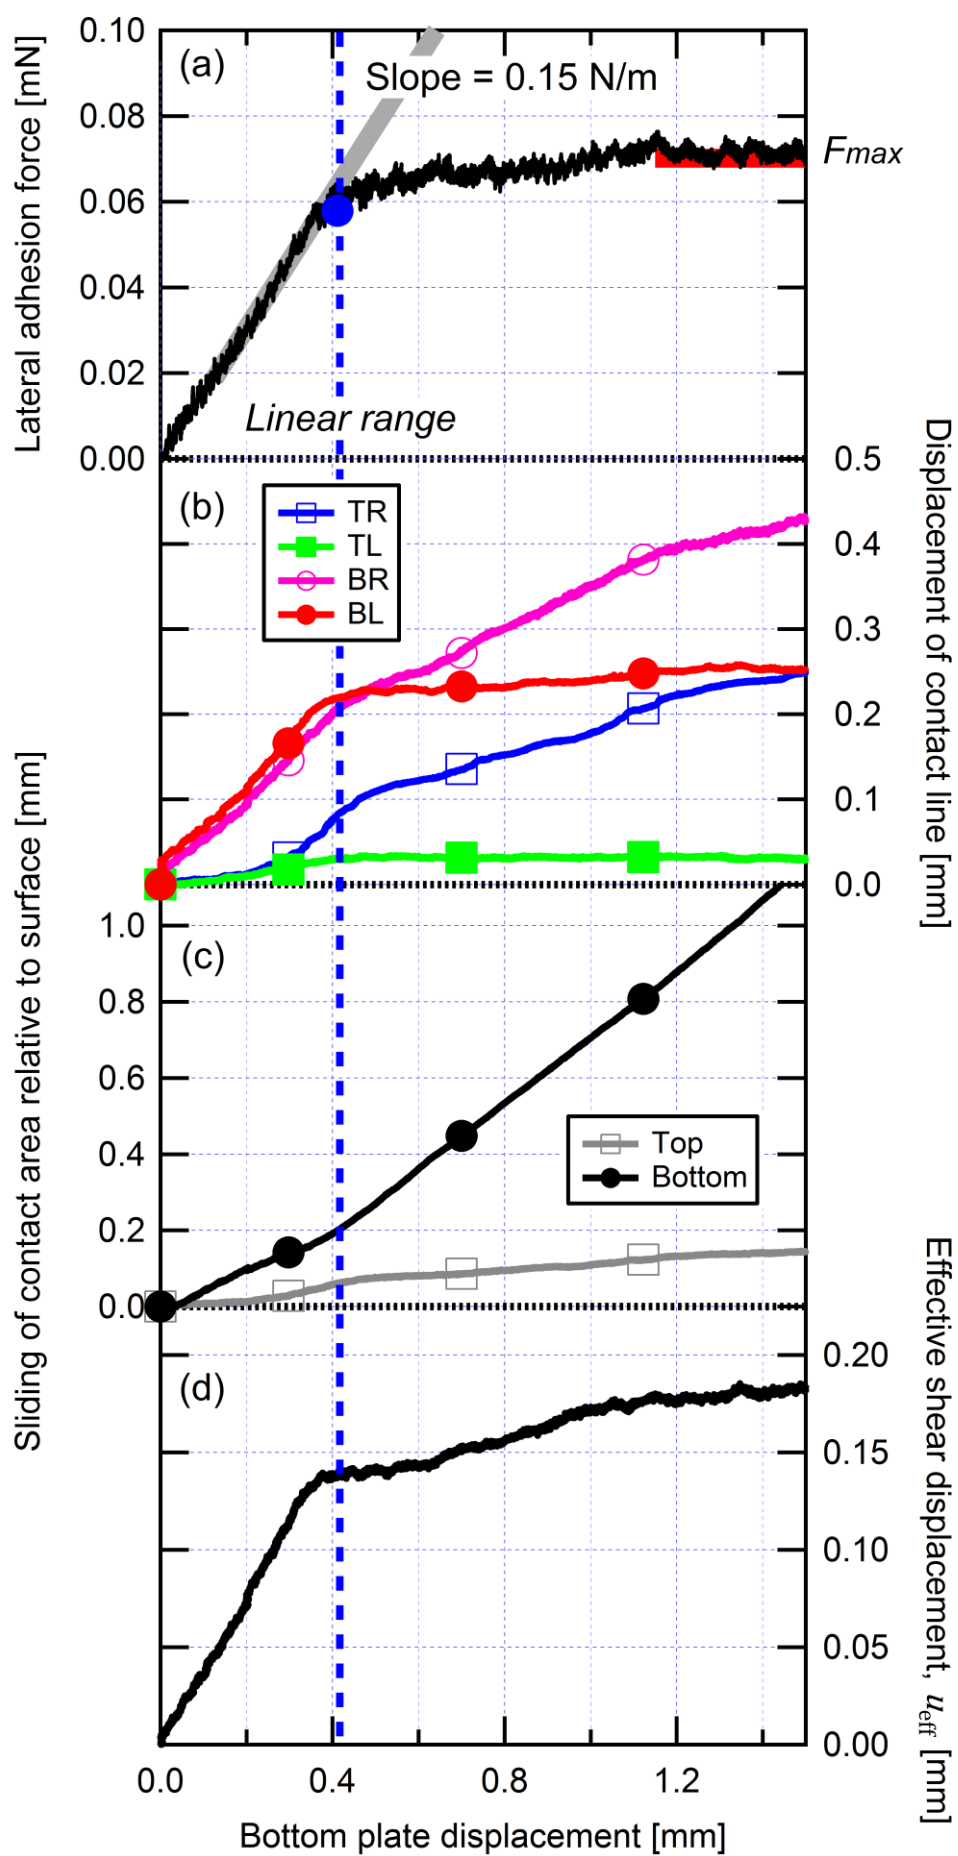 Lateral adhesion force [mN]
0.10
0.08
0.06
0.04
0.02
0.00
(a)
Slope = 0.15 N/m
Fmax
Linear range
(b)
TR
TL
BR
BL
0.5
0.4
0.3
0.2
0.1
0.0
Displacement of contact line [mm]
Sliding of contact area relative to surface [mm]
1.0
0.8
0.6
0.4
0.2
0.0
(c)
Top
Bottom
(d)
0.20
0.15
0.10
0.05
0.00
Effective shear displacement, ueff [mm]
0.0 0.4 0.8 1.2
Bottom plate displacement [mm]